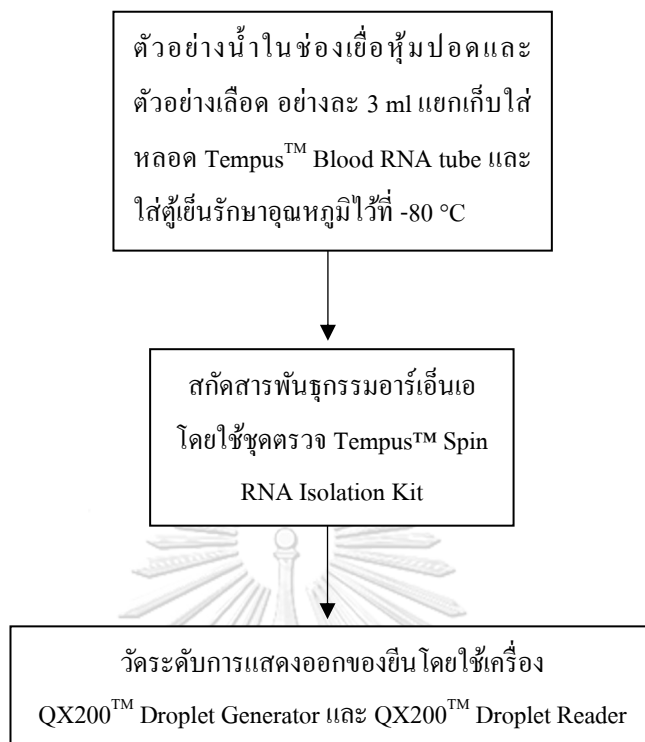 ตัวอย่างน้ำในช่องเยื่อหุ้มปอดและ
ตัวอย่างเลือด อย่างละ 3 ml แยกเก็บใส่
หลอด Tempus™ Blood RNA tube และ
ใส่ตู้เย็นรักษาอุณหภูมิไว้ที่ -80 °C
สกัดสารพันธุกรรมอาร์เอ็นเอ
โดยใช้ชุดตรวจ Tempus™ Spin
RNA Isolation Kit
วัดระดับการแสดงออกของยีนโดยใช้เครื่อง
QX200™ Droplet Generator และ QX200™ Droplet Reader